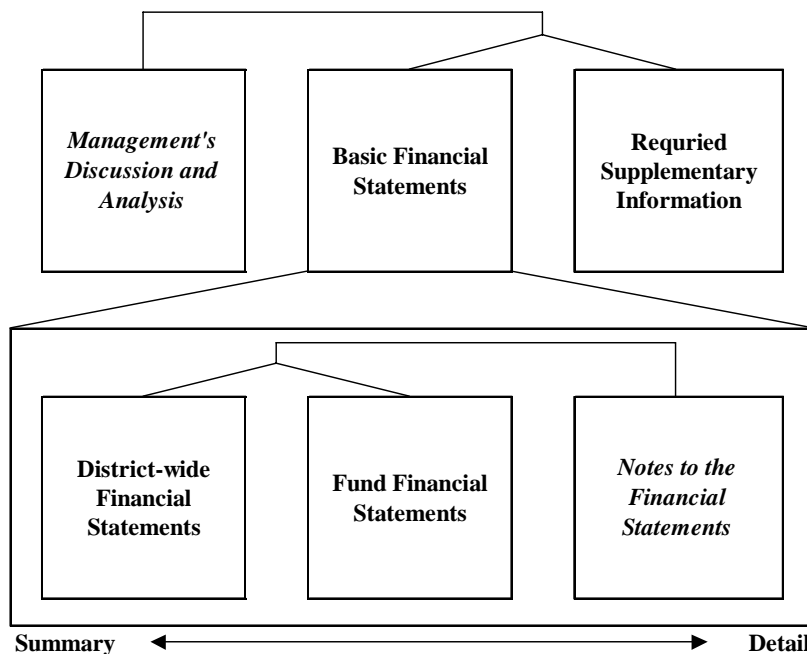 Management's
Discussion and
Analysis
Basic Financial
Statements
Requried
Supplementary
Information
District-wide
Financial
Statements
Fund Financial
Statements
Notes to the
Financial
Statements
Summary
Detail